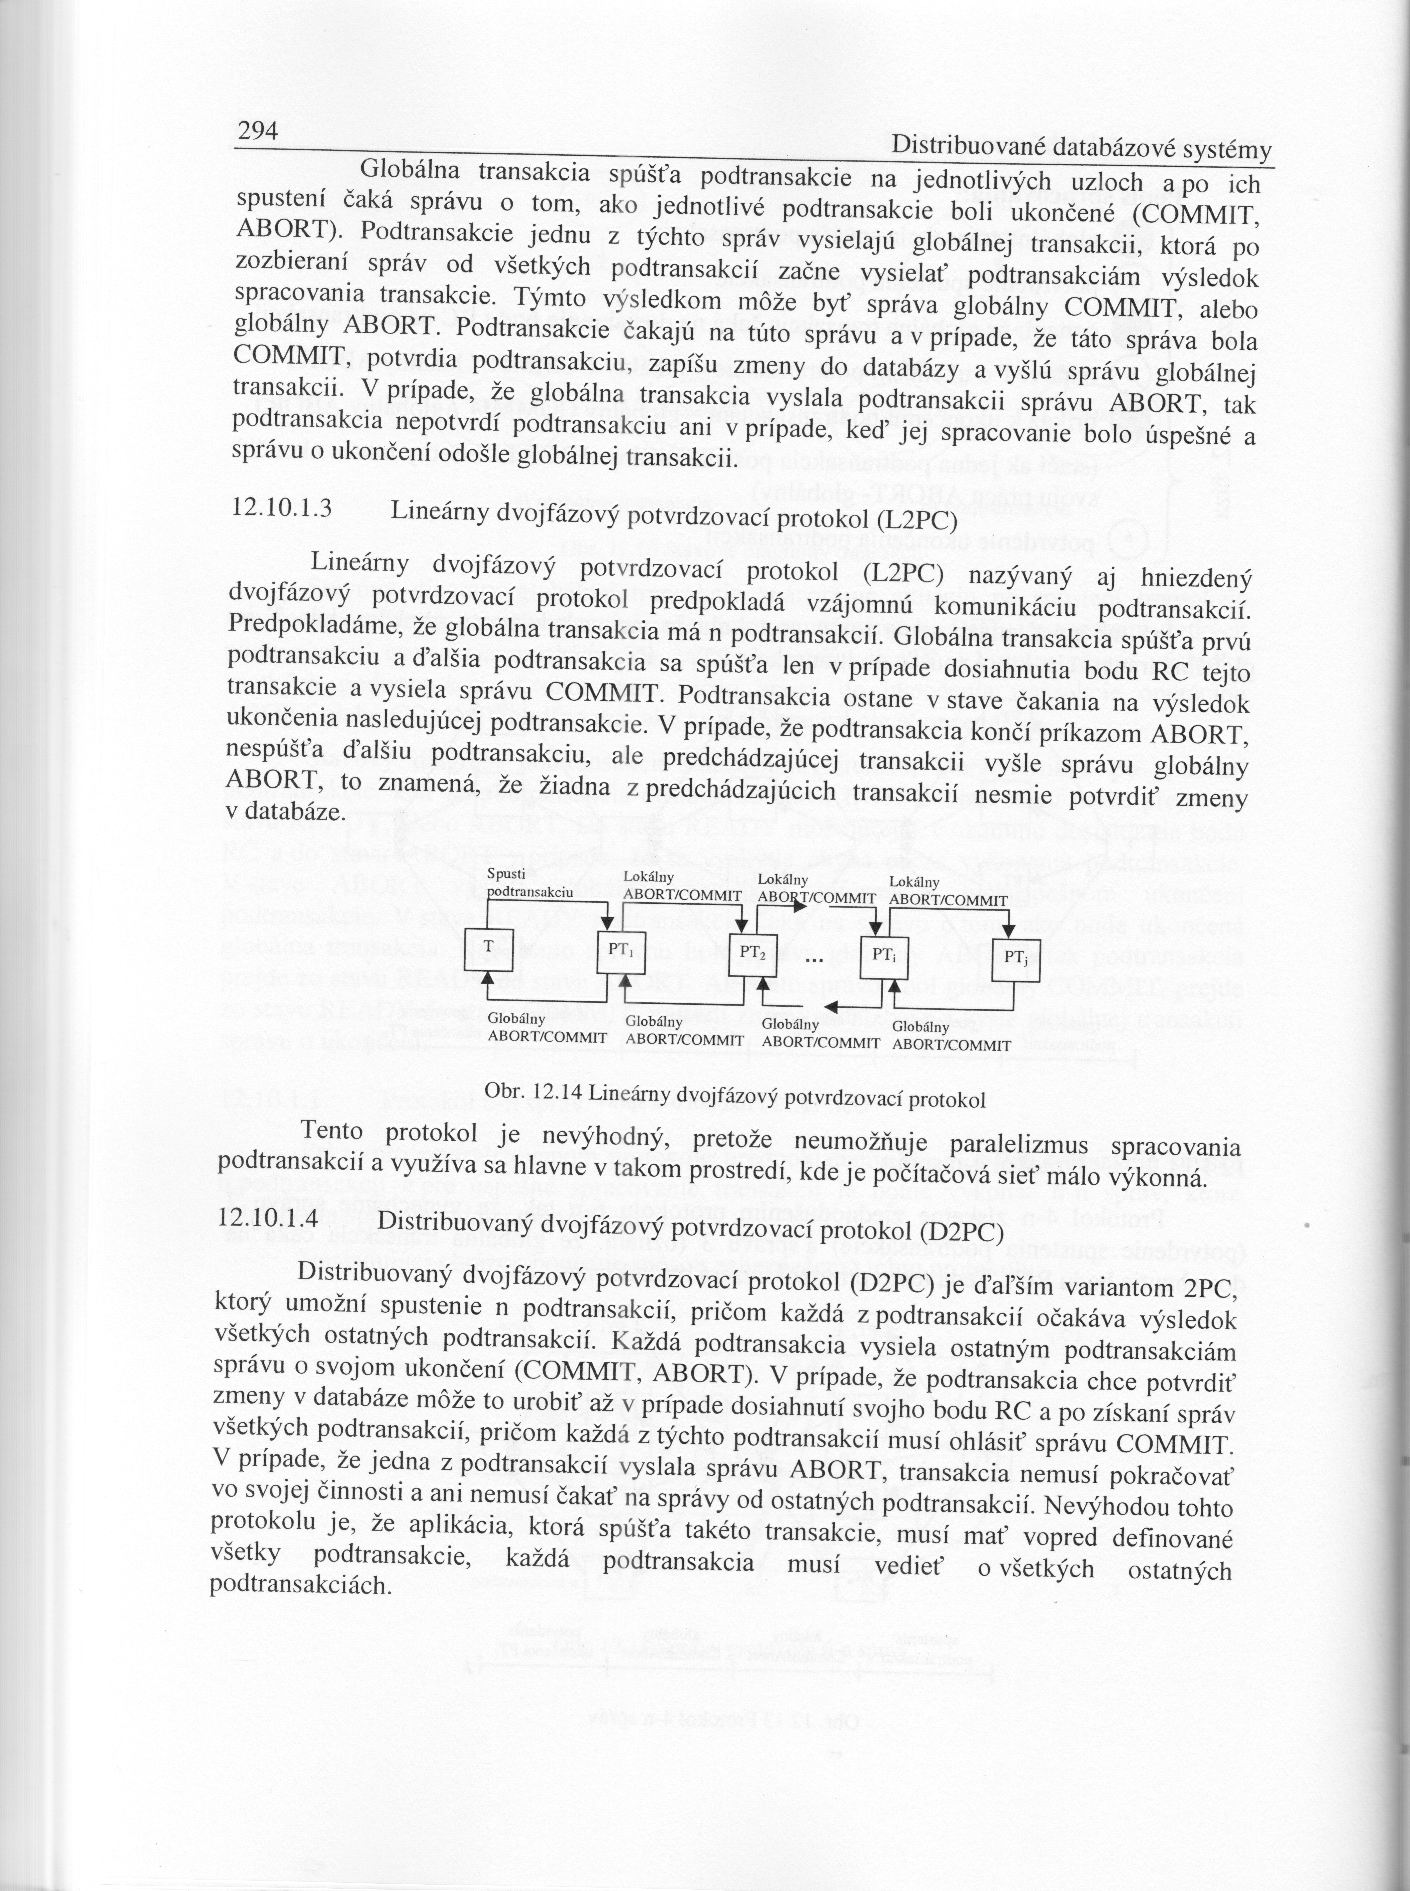 294
Distribuované databázové systémy
Globálna transakcia spúšťa podtransakcie na jednotlivých uzloch a po ich
spustení čaká správu o tom, ako jednotlivé podtransakcie boli ukončené (COMMIT,
ABORT). Podtransakcie jednu z týchto správ vysielajú globálnej transakcii, ktorá po
zozbieraní správ od všetkých podtransakcií začne vysielať podtransakciám výsledok
spracovania transakcie. Týmto výsledkom môže byť správa globálny COMMIT, alebo
globálny ABORT. Podtransakcie čakajú na túto správu a v prípade, že táto správa bola
COMMIT, potvrdia podtransakciu, zapíšu zmeny do databázy a vyšlú správu globálnej
transakcii. V prípade, že globálna transakcia vyslala podtransakcii správu ABORT, tak
podtransakcia nepotvrdí podtransakciu ani v prípade, keď jej spracovanie bolo úspešné a
správu o ukončení odošle globálnej transakcii.
12.10.1.3 Lineárny dvojfázový potvrdzovací protokol (L2PC)
Lineárny dvojfázový potvrdzovací protokol (L2PC) nazývaný aj hniezdený
dvojfázový potvrdzovací protokol predpokladá vzájomnú komunikáciu podtransakcií.
Predpokladáme, že globálna transakcia má n podtransakcií. Globálna transakcia spúšťa prvú
podtransakciu a ďalšia podtransakcia sa spúšťa len v prípade dosiahnutia bodu RC tejto
transakcie a vysiela správu COMMIT. Podtransakcia ostane v stave čakania na výsledok
ukončenia nasledujúcej podtransakcie. V prípade, že podtransakcia končí príkazom ABORT,
nespúšťa ďalšiu podtransakciu, ale predchádzajúcej transakcii vyšle správu globálny
ABORT, to znamená, že žiadna z predchádzajúcich transakcií nesmie potvrdiť zmeny
v databáze.
Spusti Lokálny Lokálny Lokálny
podtransakciu ABORT/COMMIT ABORT/COMMIT ABORT/COMMIT
T PT₁ PT₂ ... PTᵢ PTⱼ
Globálny Globálny Globálny Globálny
ABORT/COMMIT ABORT/COMMIT ABORT/COMMIT ABORT/COMMIT
Obr. 12.14 Lineárny dvojfázový potvrdzovací protokol
Tento protokol je nevýhodný, pretože neumožňuje paralelizmus spracovania
podtransakcií a využíva sa hlavne v takom prostredí, kde je počítačová sieť málo výkonná.
12.10.1.4 Distribuovaný dvojfázový potvrdzovací protokol (D2PC)
Distribuovaný dvojfázový potvrdzovací protokol (D2PC) je ďaľším variantom 2PC,
ktorý umožní spustenie n podtransakcií, pričom každá z podtransakcií očakáva výsledok
všetkých ostatných podtransakcií. Každá podtransakcia vysiela ostatným podtransakciám
správu o svojom ukončení (COMMIT, ABORT). V prípade, že podtransakcia chce potvrdiť
zmeny v databáze môže to urobiť až v prípade dosiahnutí svojho bodu RC a po získaní správ
všetkých podtransakcií, pričom každá z týchto podtransakcií musí ohlásiť správu COMMIT.
V prípade, že jedna z podtransakcií vyslala správu ABORT, transakcia nemusí pokračovať
vo svojej činnosti a ani nemusí čakať na správy od ostatných podtransakcií. Nevýhodou tohto
protokolu je, že aplikácia, ktorá spúšťa takéto transakcie, musí mať vopred definované
všetky podtransakcie, každá podtransakcia musí vedieť o všetkých ostatných
podtransakciách.